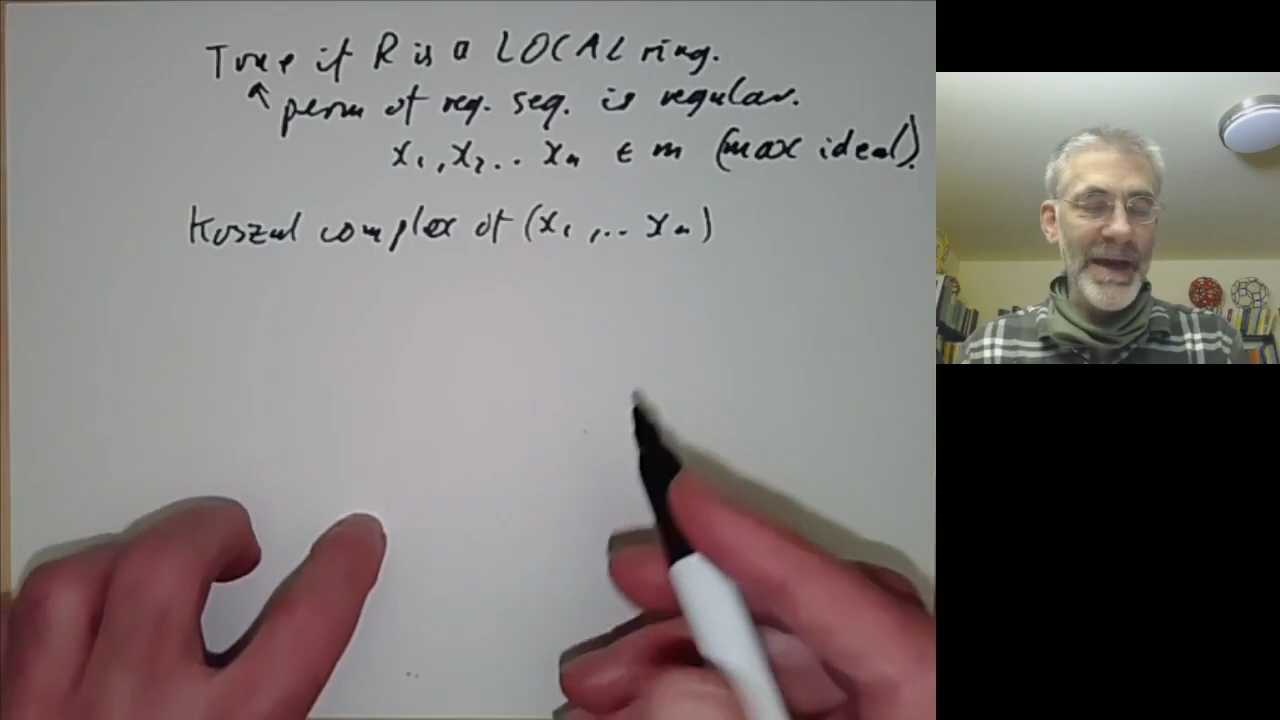 True if R is a LOCAL ring.
↑ perm of reg. seq. is regular.
x₁, x₂.. xₙ ∈ m (max ideal).
Koszul complex of (x₁,.. xₙ)